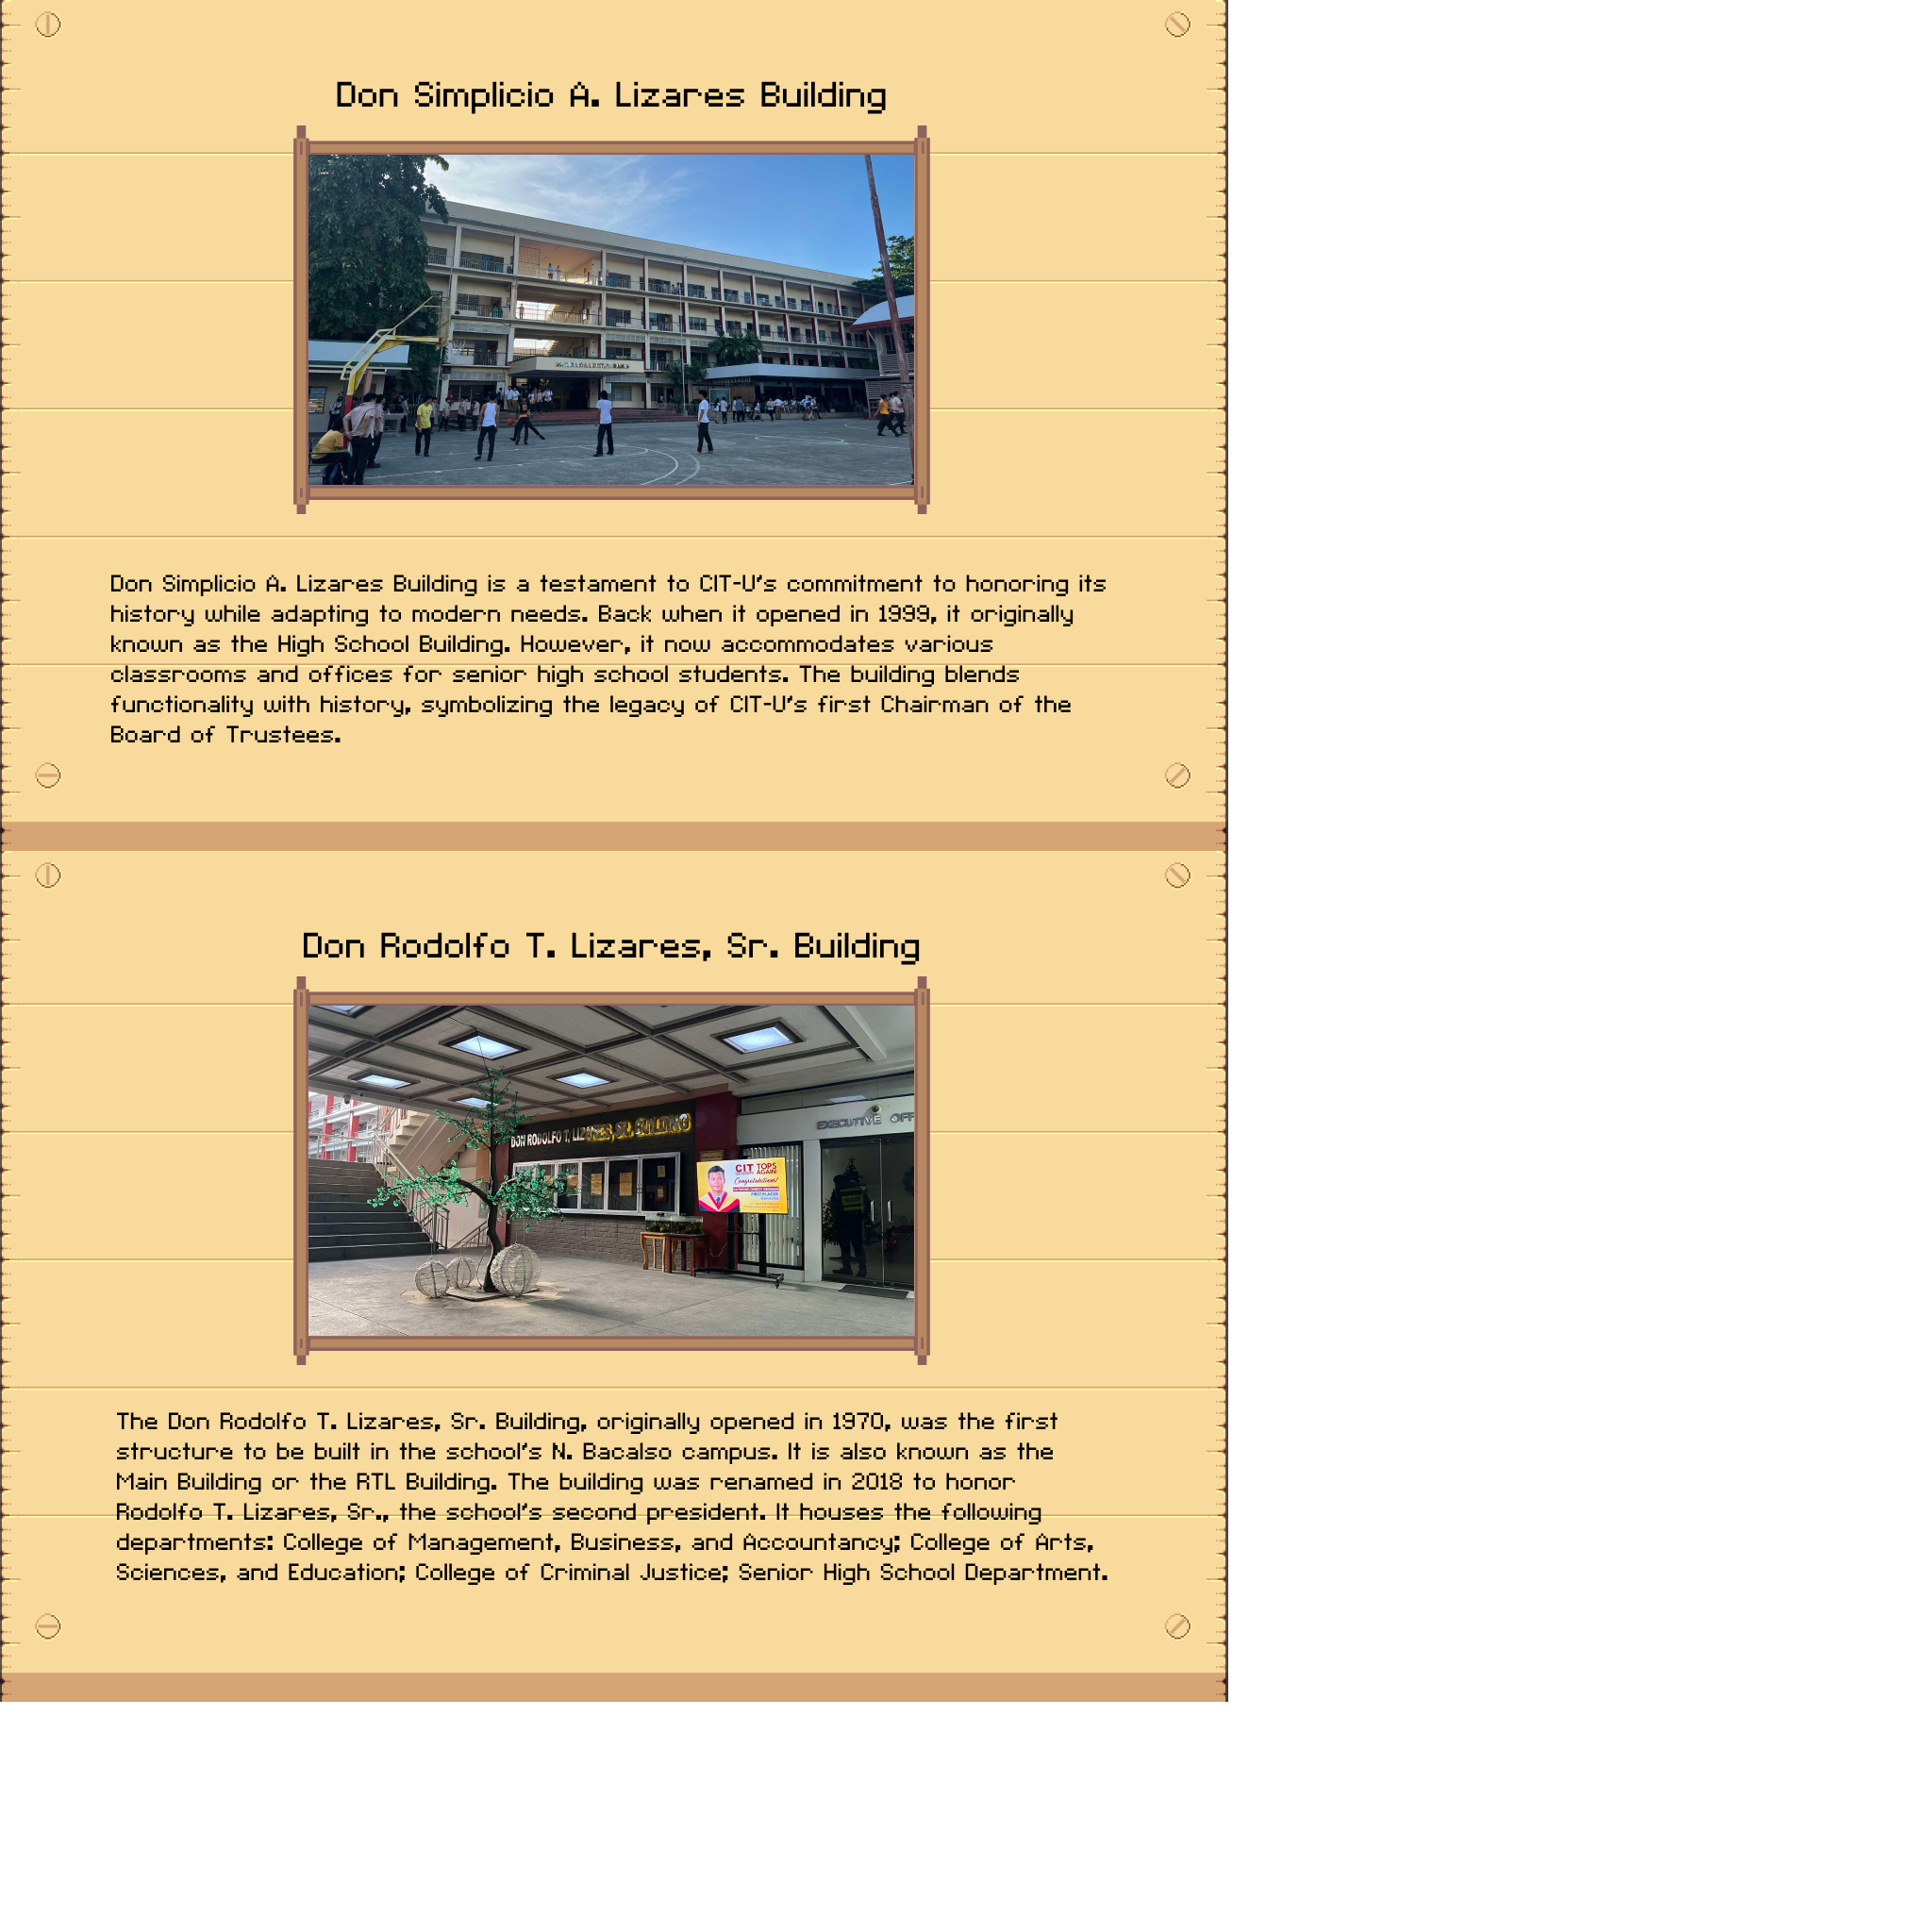 Don Simplicio A. Lizares Building
Don Simplicio A. Lizares Building is a testament to CIT-U's commitment to honoring its
history while adapting to modern needs. Back when it opened in 1999, it originally
known as the High School Building. However, it now accommodates various
classrooms and offices for senior high school students. The building blends
functionality with history, symbolizing the legacy of CIT-U's first Chairman of the
Board of Trustees.
Don Rodolfo T. Lizares, Sr. Building
DON RODOLFO T. LIZARES, SR. BUILDING
EXECUTIVE OFF
CIT TOPS
AGAIN!
Congratulations!
FIRST PLACER
The Don Rodolfo T. Lizares, Sr. Building, originally opened in 1970, was the first
structure to be built in the school's N. Bacalso campus. It is also known as the
Main Building or the RTL Building. The building was renamed in 2018 to honor
Rodolfo T. Lizares, Sr., the school's second president. It houses the following
departments: College of Management, Business, and Accountancy; College of Arts,
Sciences, and Education; College of Criminal Justice; Senior High School Department.